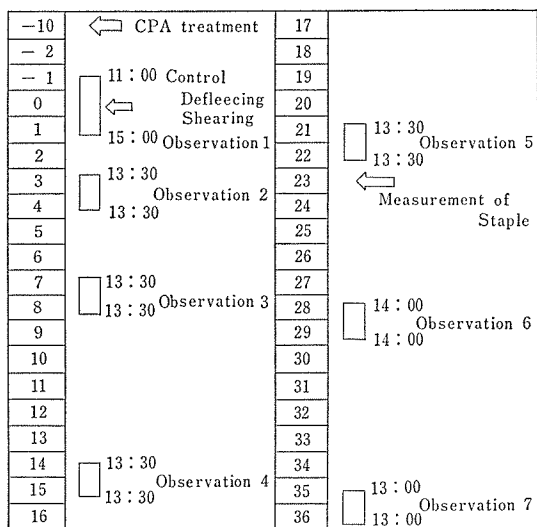 -10 CPA treatment
- 2
- 1 11:00 Control
0 Defleecing
Shearing
1 15:00 Observation 1
2
3 13:30
Observation 2
4 13:30
5
6
7 13:30
Observation 3
8 13:30
9
10
11
12
13
14 13:30
Observation 4
15 13:30
16
17
18
19
20
21 13:30
Observation 5
22 13:30
23
Measurement of
24 Staple
25
26
27
28 14:00
Observation 6
29 14:00
30
31
32
33
34
35 13:00
Observation 7
36 13:00